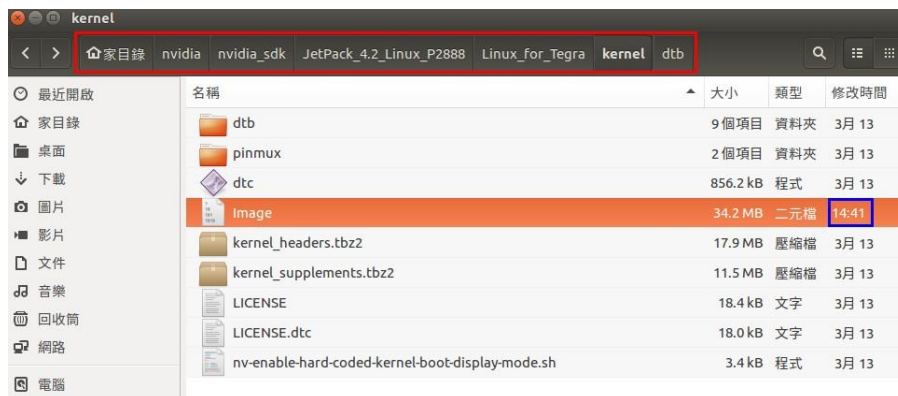 kernel
家目錄 nvidia nvidia_sdk JetPack_4.2_Linux_P2888 Linux_for_Tegra kernel dtb
最近開啟
家目錄
桌面
下載
圖片
影片
文件
音樂
回收筒
網路
電腦
名稱 大小 類型 修改時間
dtb 9 個項目 資料夾 3月 13
pinmux 2 個項目 資料夾 3月 13
dtc 856.2 kB 程式 3月 13
Image 34.2 MB 二元檔 14:41
kernel_headers.tbz2 17.9 MB 壓縮檔 3月 13
kernel_supplements.tbz2 11.5 MB 壓縮檔 3月 13
LICENSE 18.4 kB 文字 3月 13
LICENSE.dtc 18.0 kB 文字 3月 13
nv-enable-hard-coded-kernel-boot-display-mode.sh 3.4 kB 程式 3月 13